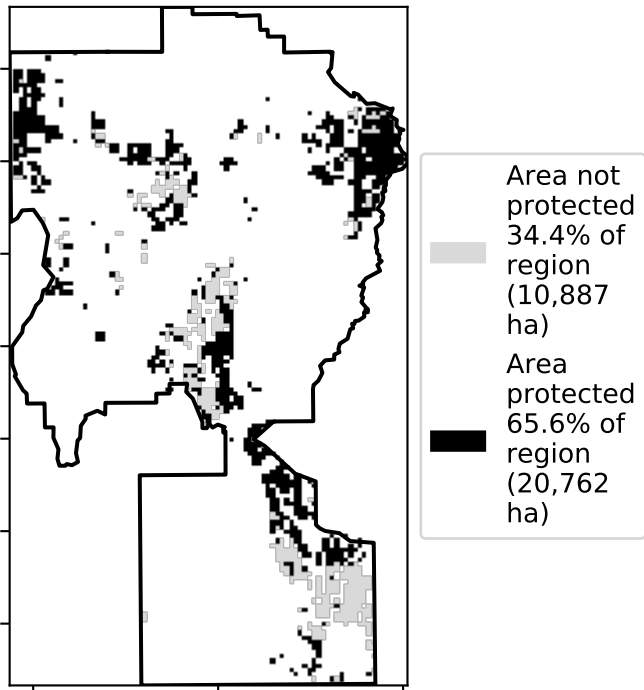 Area not
protected
34.4% of
region
(10,887
ha)
Area
protected
65.6% of
region
(20,762
ha)